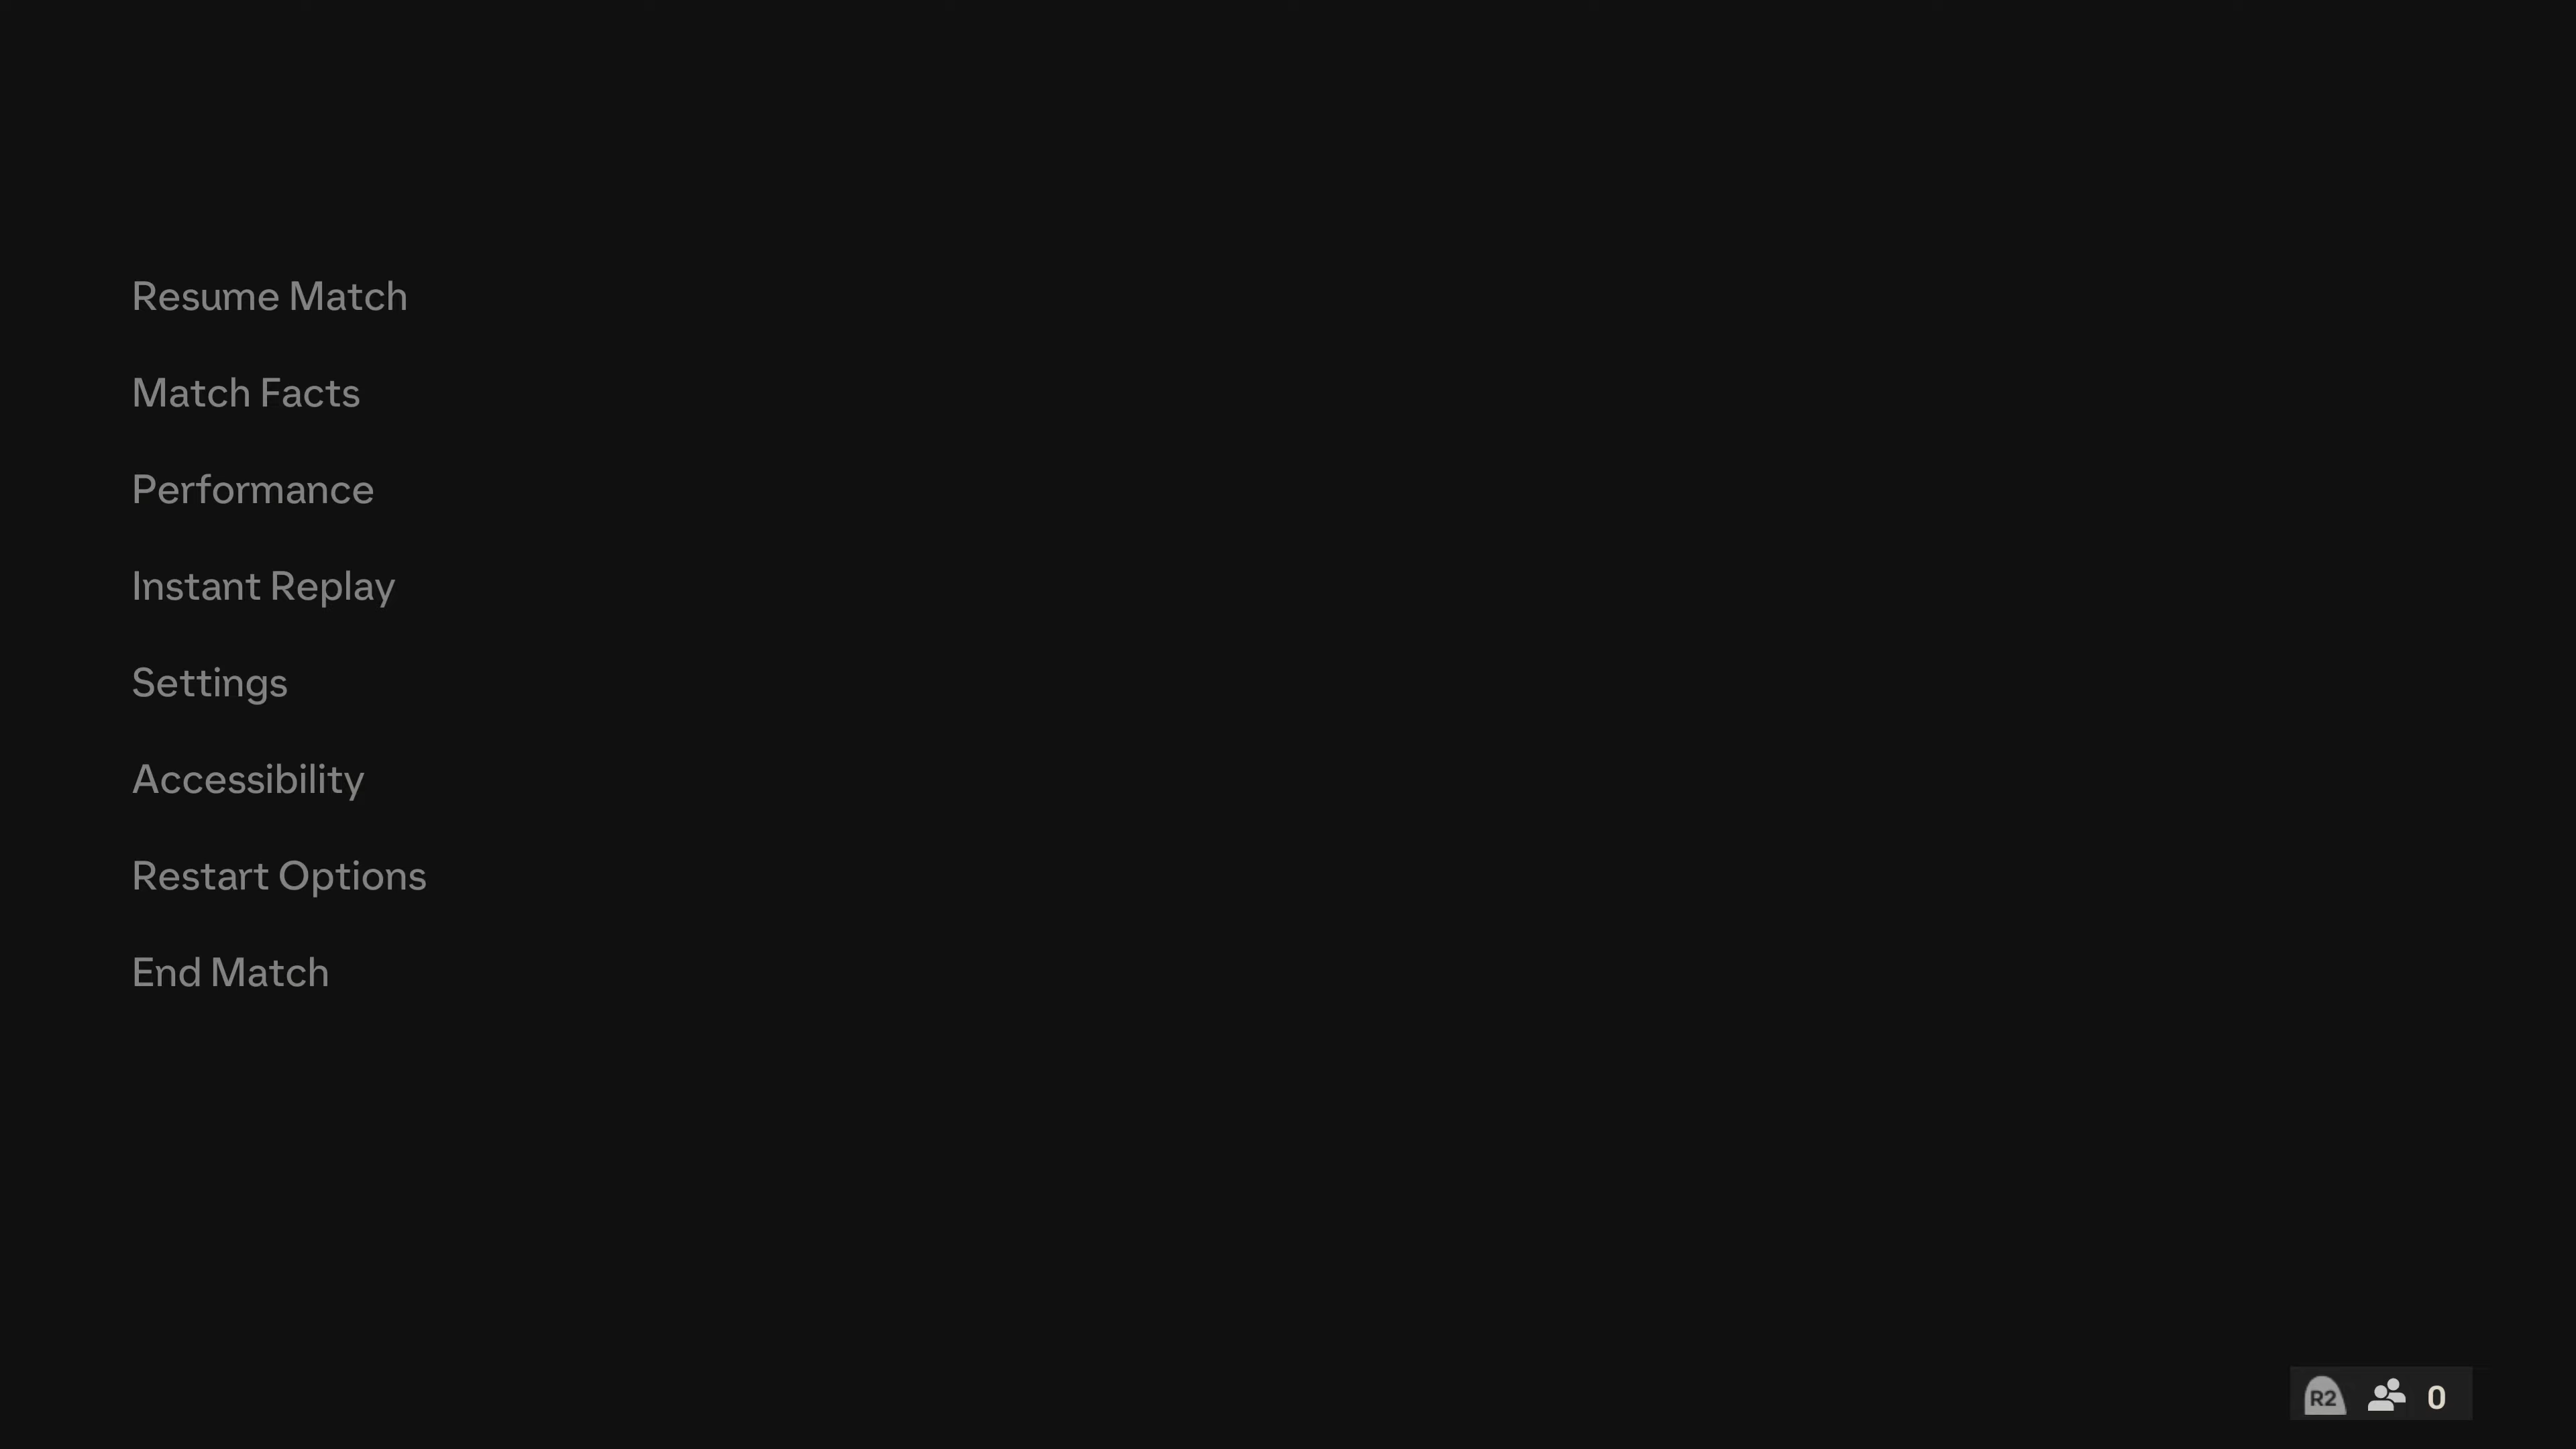 Resume Match
Match Facts
Performance
Instant Replay
Settings
Accessibility
Restart Options
End Match
R2 0